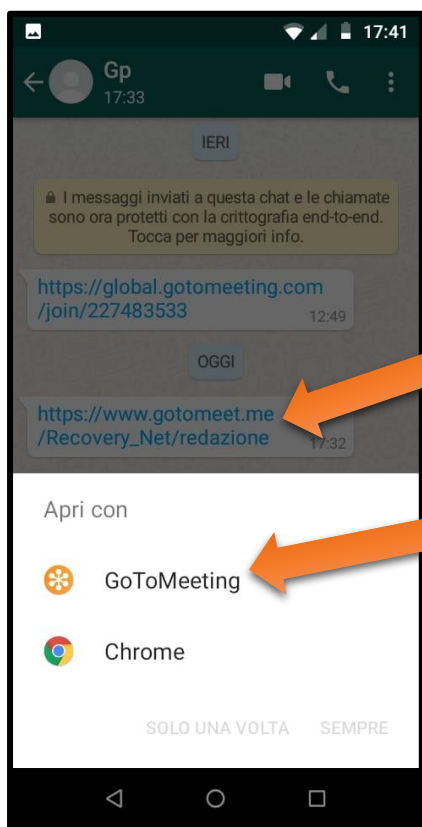 17:41
Gp
17:33
IERI
I messaggi inviati a questa chat e le chiamate
sono ora protetti con la crittografia end-to-end.
Tocca per maggiori info.
https://global.gotomeeting.com
/join/227483533
12:49
OGGI
https://www.gotomeet.me
/Recovery_Net/redazione
17:32
Apri con
GoToMeeting
Chrome
SOLO UNA VOLTA SEMPRE